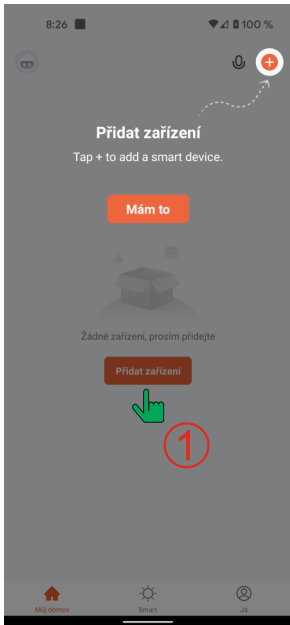 8:26
100 %
Přidat zařízení
Tap + to add a smart device.
Mám to
Žádné zařízení, prosím přidejte
Přidat zařízení
1
Můj domov
Smart
Já